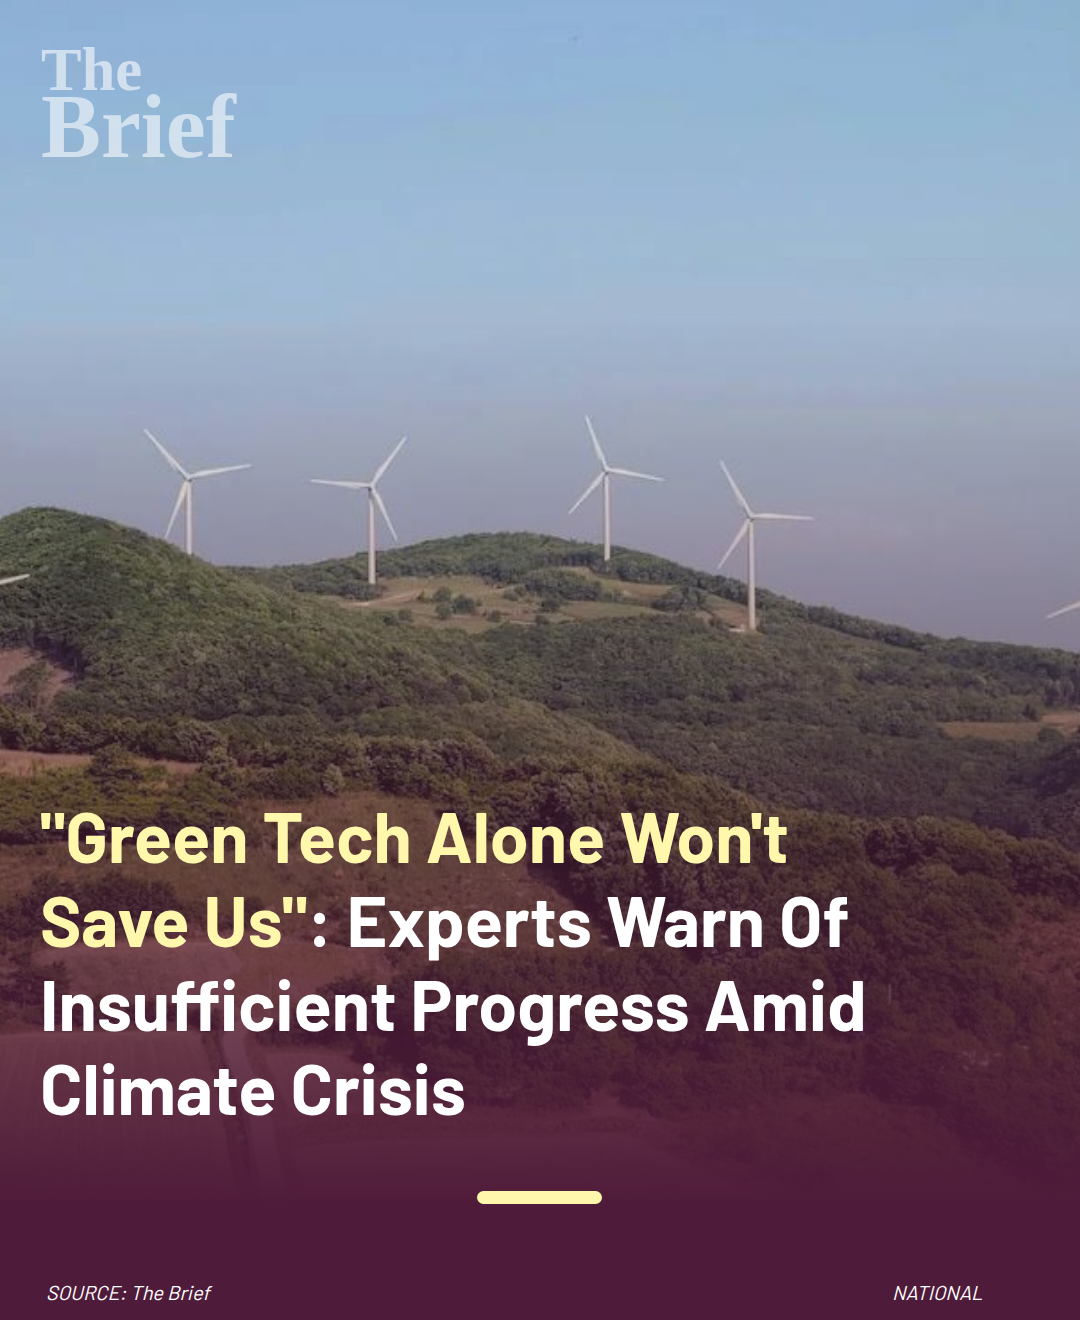 The
Brief
"Green Tech Alone Won't
Save Us": Experts Warn Of
Insufficient Progress Amid
Climate Crisis
SOURCE: The Brief
NATIONAL